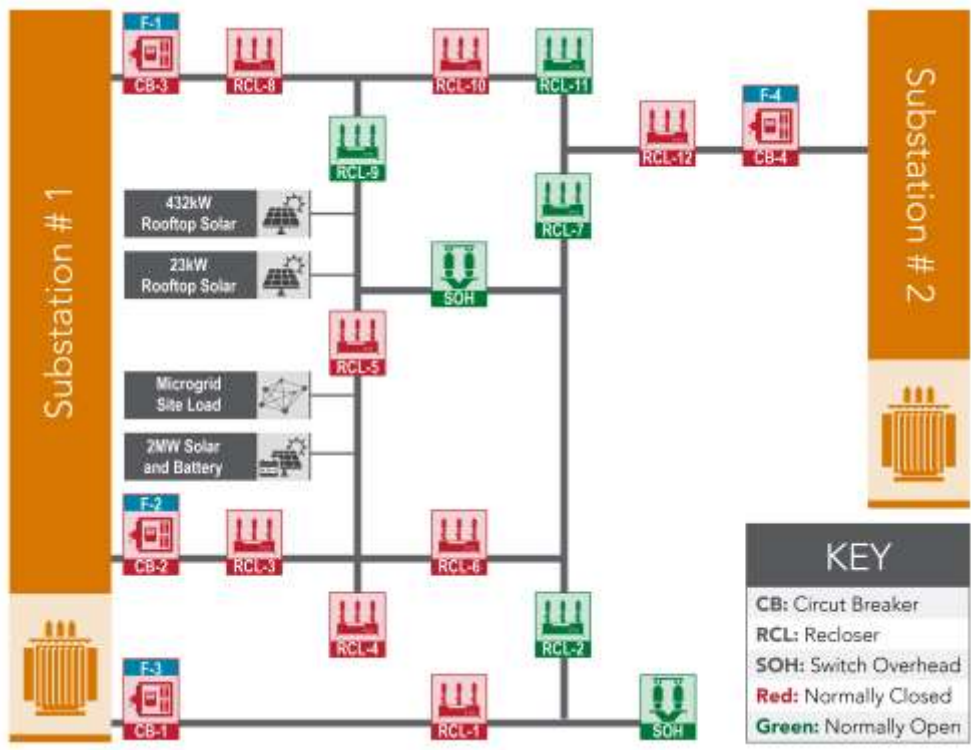 Substation # 1
F-1
CB-3
RCL-8
RCL-10
RCL-11
F-4
RCL-12
CB-4
Substation # 2
RCL-9
432kW
Rooftop Solar
RCL-7
23kW
Rooftop Solar
SOH
RCL-5
Microgrid
Site Load
2MW Solar
and Battery
F-2
CB-2
RCL-3
RCL-6
RCL-4
RCL-2
F-3
CB-1
RCL-1
SOH
KEY
CB: Circut Breaker
RCL: Recloser
SOH: Switch Overhead
Red: Normally Closed
Green: Normally Open